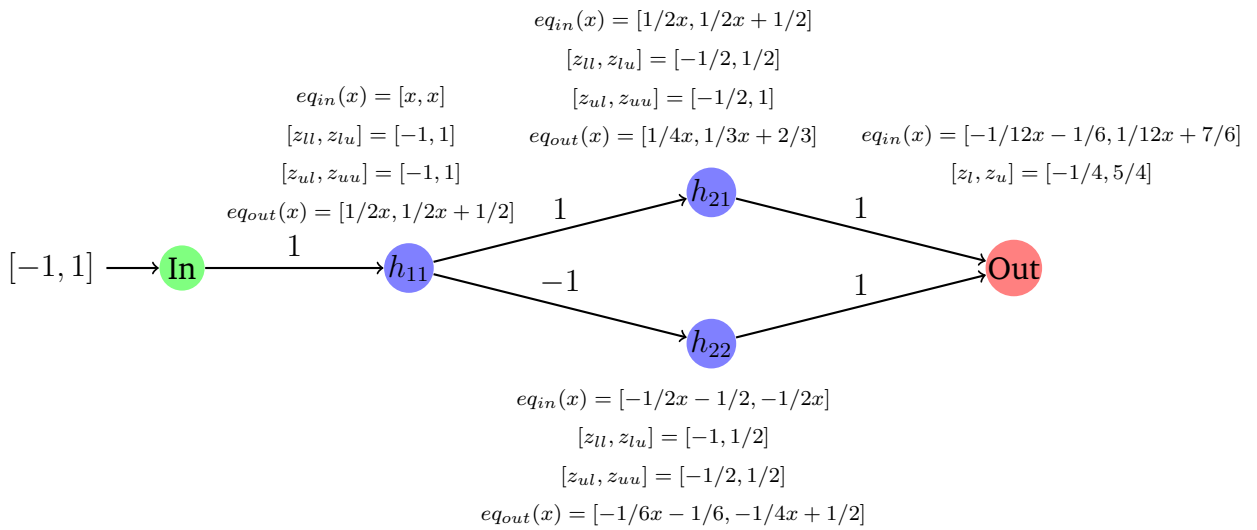 eq_in(x) = [1/2x, 1/2x + 1/2]
[z_ll, z_lu] = [−1/2, 1/2]
[z_ul, z_uu] = [−1/2, 1]
eq_out(x) = [1/4x, 1/3x + 2/3]
eq_in(x) = [x, x]
[z_ll, z_lu] = [−1, 1]
[z_ul, z_uu] = [−1, 1]
eq_out(x) = [1/2x, 1/2x + 1/2]
eq_in(x) = [−1/12x − 1/6, 1/12x + 7/6]
[z_l, z_u] = [−1/4, 5/4]
h_21
1
1
1
[−1, 1]
In
h_11
Out
−1
1
h_22
eq_in(x) = [−1/2x − 1/2, −1/2x]
[z_ll, z_lu] = [−1, 1/2]
[z_ul, z_uu] = [−1/2, 1/2]
eq_out(x) = [−1/6x − 1/6, −1/4x + 1/2]